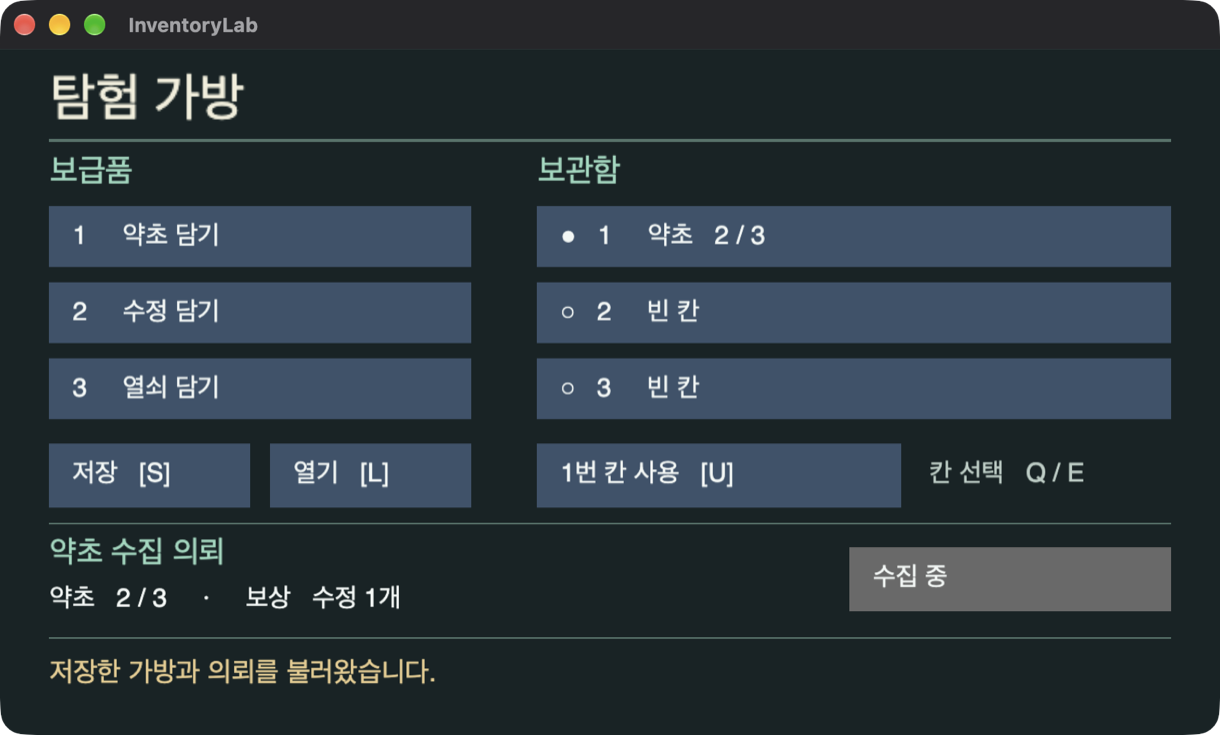 InventoryLab
탐험 가방
보급품
1 약초 담기
2 수정 담기
3 열쇠 담기
저장 [S]
열기 [L]
보관함
● 1 약초 2 / 3
○ 2 빈 칸
○ 3 빈 칸
1번 칸 사용 [U]
칸 선택 Q / E
약초 수집 의뢰
약초 2 / 3 · 보상 수정 1개
수집 중
저장한 가방과 의뢰를 불러왔습니다.